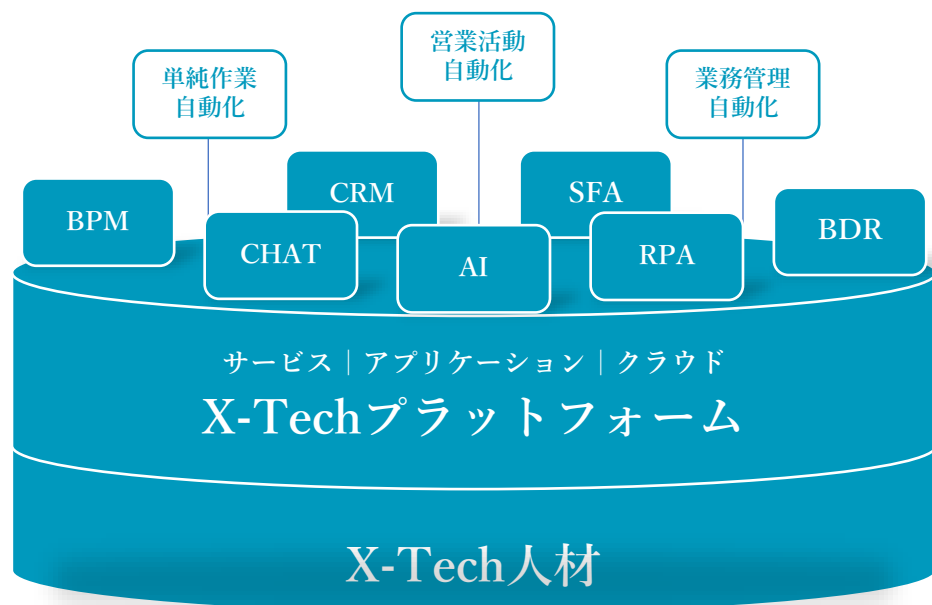 単純作業
自動化
営業活動
自動化
業務管理
自動化
BPM
CRM
SFA
BDR
CHAT
AI
RPA
サービス｜アプリケーション｜クラウド
X-Techプラットフォーム
X-Tech人材